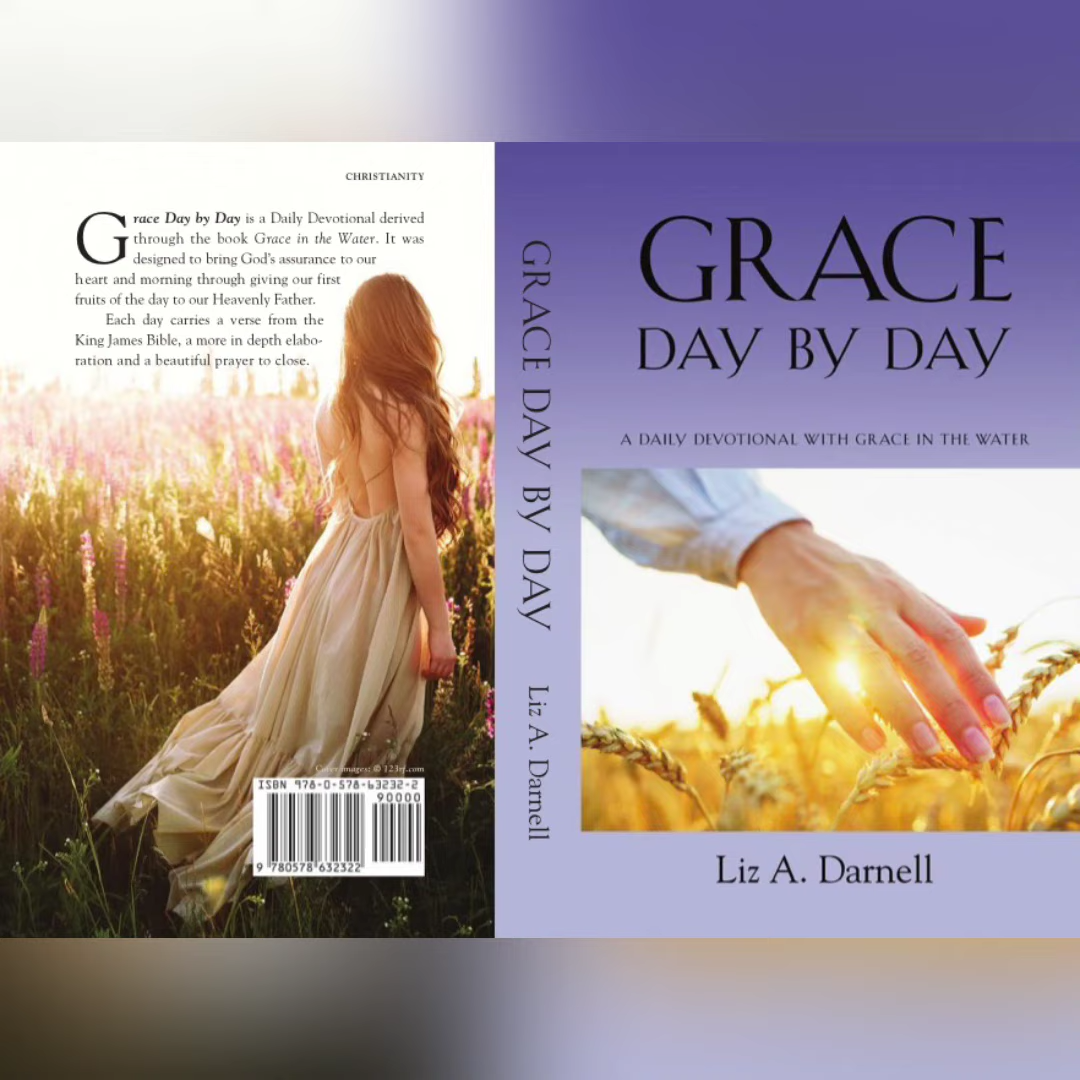 CHRISTIANITY
Grace Day by Day is a Daily Devotional derived
through the book Grace in the Water. It was
designed to bring God's assurance to our
heart and morning through giving our first
fruits of the day to our Heavenly Father.
Each day carries a verse from the
King James Bible, a more in depth elabo-
ration and a beautiful prayer to close.
Cover images: © 123rf.com
ISBN 978-0-578-63232-2
90000
9 780578 632322
GRACE DAY BY DAY
Liz A. Darnell
GRACE
DAY BY DAY
A DAILY DEVOTIONAL WITH GRACE IN THE WATER
Liz A. Darnell